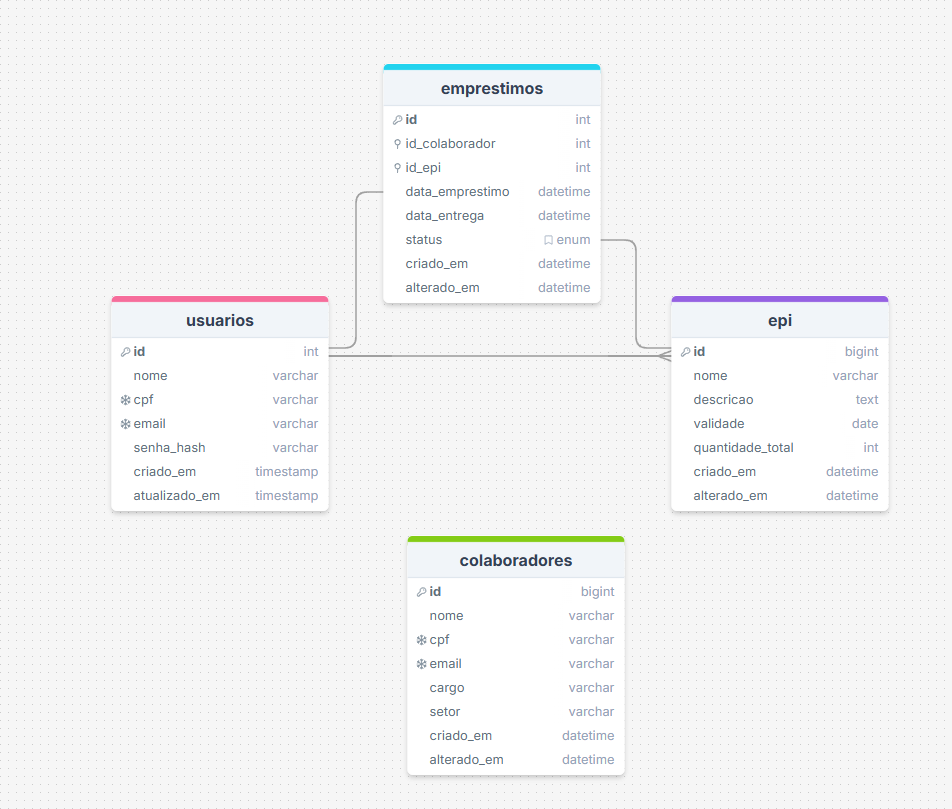 emprestimos
id int
id_colaborador int
id_epi int
data_emprestimo datetime
data_entrega datetime
status enum
criado_em datetime
alterado_em datetime
usuarios
id int
nome varchar
cpf varchar
email varchar
senha_hash varchar
criado_em timestamp
atualizado_em timestamp
epi
id bigint
nome varchar
descricao text
validade date
quantidade_total int
criado_em datetime
alterado_em datetime
colaboradores
id bigint
nome varchar
cpf varchar
email varchar
cargo varchar
setor varchar
criado_em datetime
alterado_em datetime